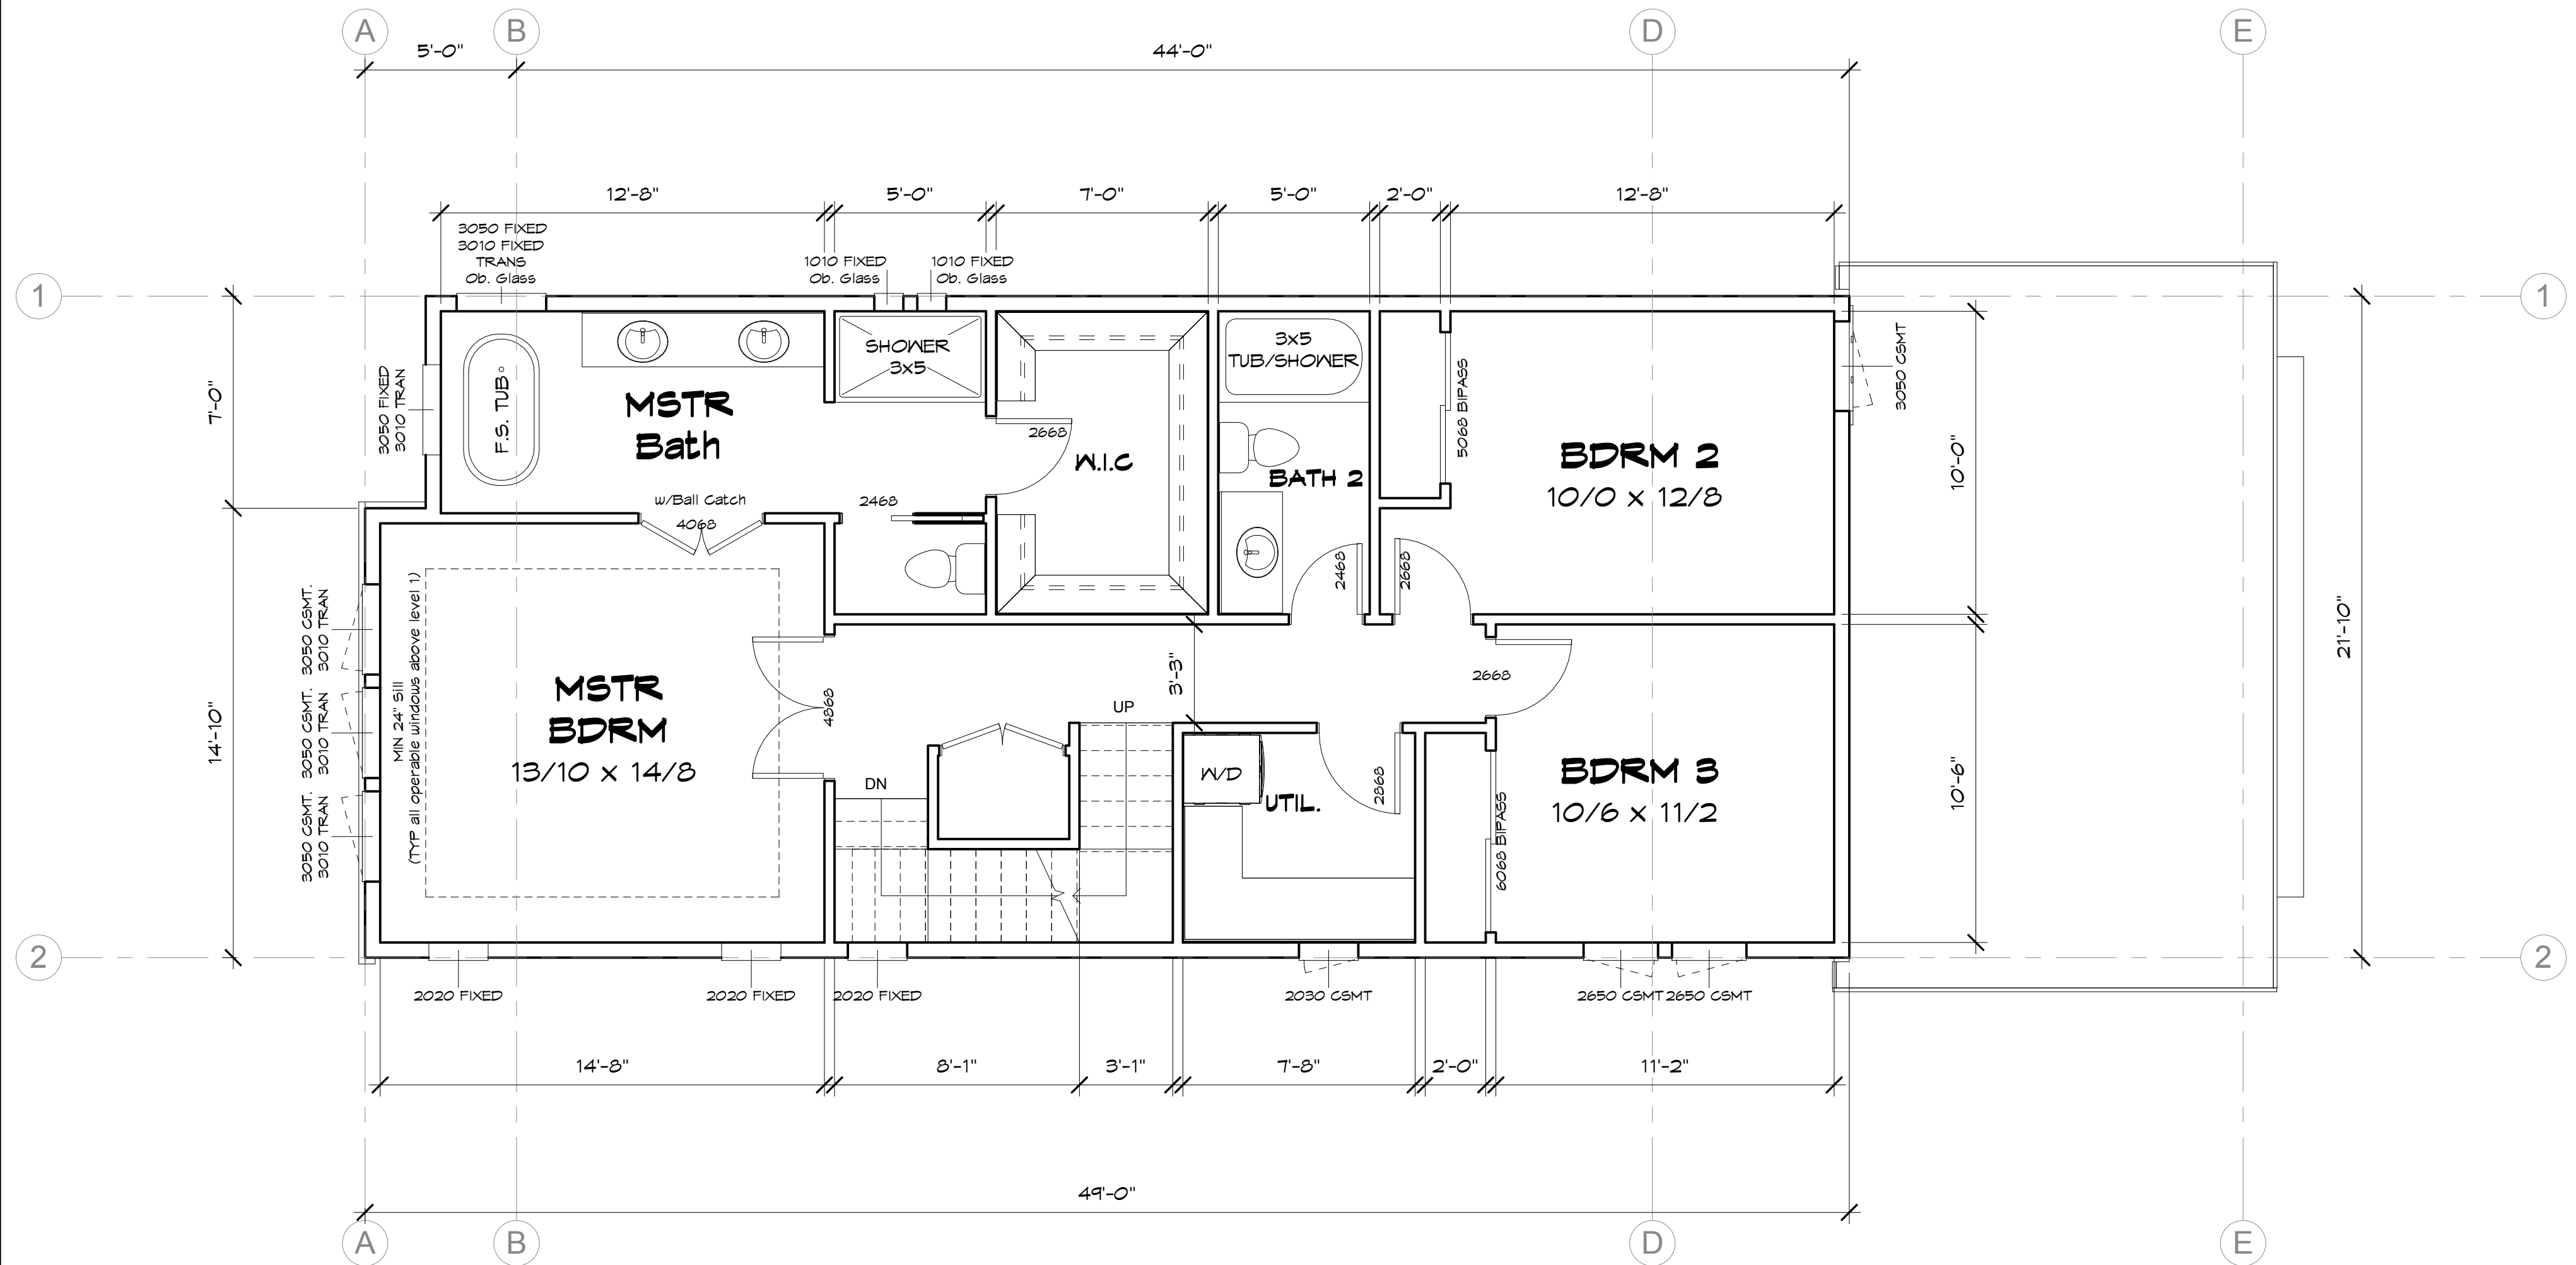 A
B
D
E
5'-0"
44'-0"
12'-8"
5'-0"
7'-0"
5'-0"
2'-0"
12'-8"
3050 FIXED
3010 FIXED
TRANS
Ob. Glass
1010 FIXED
Ob. Glass
1010 FIXED
Ob. Glass
1
1
7'-0"
3050 FIXED
3010 TRAN
F.S. TUB
MSTR
Bath
SHOWER
3x5
2668
W.I.C
3x5
TUB/SHOWER
BATH 2
5068 BIPASS
BDRM 2
10/0 x 12/8
3050 CSMT
10'-0"
w/Ball Catch
4068
2468
2468
2668
21'-10"
14'-10"
3050 CSMT.
3010 TRAN
3050 CSMT.
3010 TRAN
3050 CSMT.
3010 TRAN
MIN 24" Sill
(TYP all operable windows above level 1)
MSTR
BDRM
13/10 x 14/8
4868
DN
UP
3'-3"
W/D
UTIL.
2868
2668
6068 BIPASS
BDRM 3
10/6 x 11/2
10'-6"
2
2
2020 FIXED
2020 FIXED
2020 FIXED
2030 CSMT
2650 CSMT
2650 CSMT
14'-8"
8'-1"
3'-1"
7'-8"
2'-0"
11'-2"
49'-0"
A
B
D
E